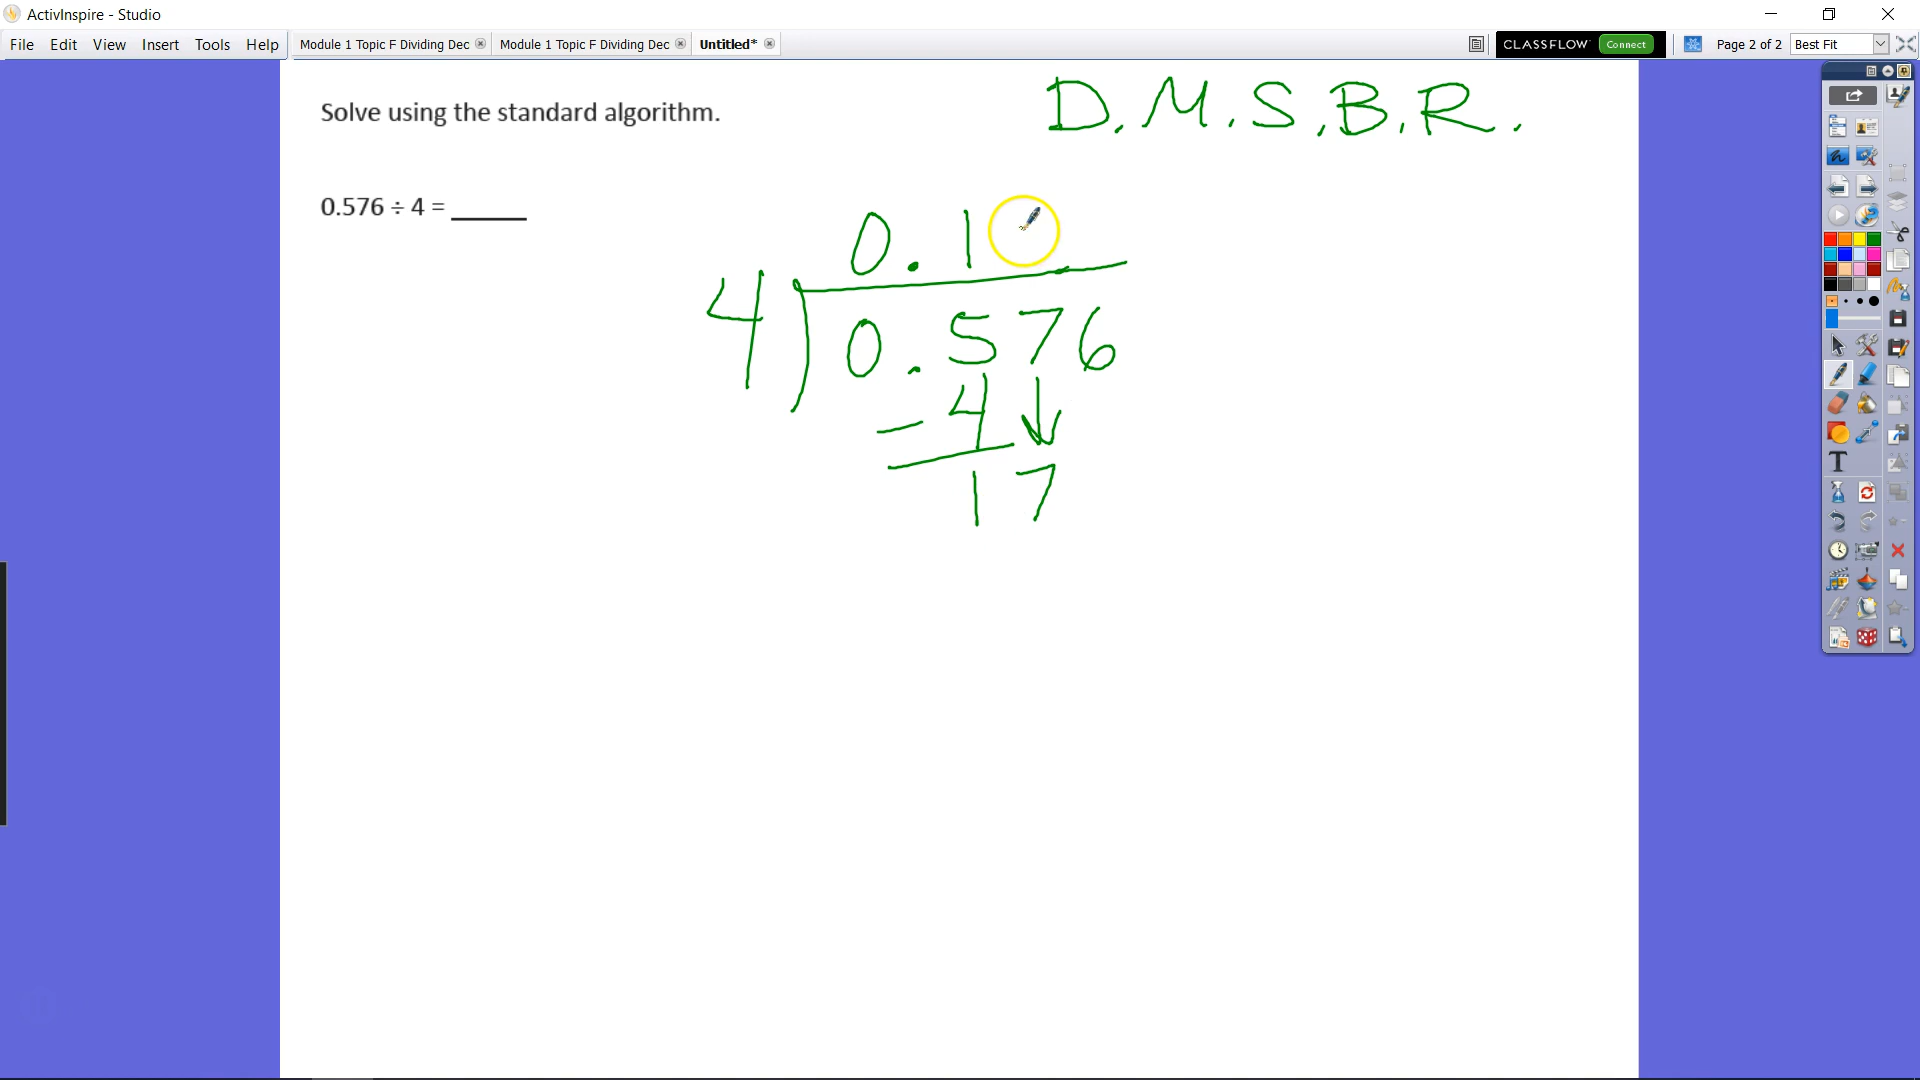 ActivInspire - Studio
File Edit View Insert Tools Help
Module 1 Topic F Dividing Dec Module 1 Topic F Dividing Dec Untitled*
CLASSFLOW Connect Page 2 of 2 Best Fit
Solve using the standard algorithm.
D.M.S.B.R.
0.576 ÷ 4 = ______
0.1
4 0.576
- 4 ↓
17
T